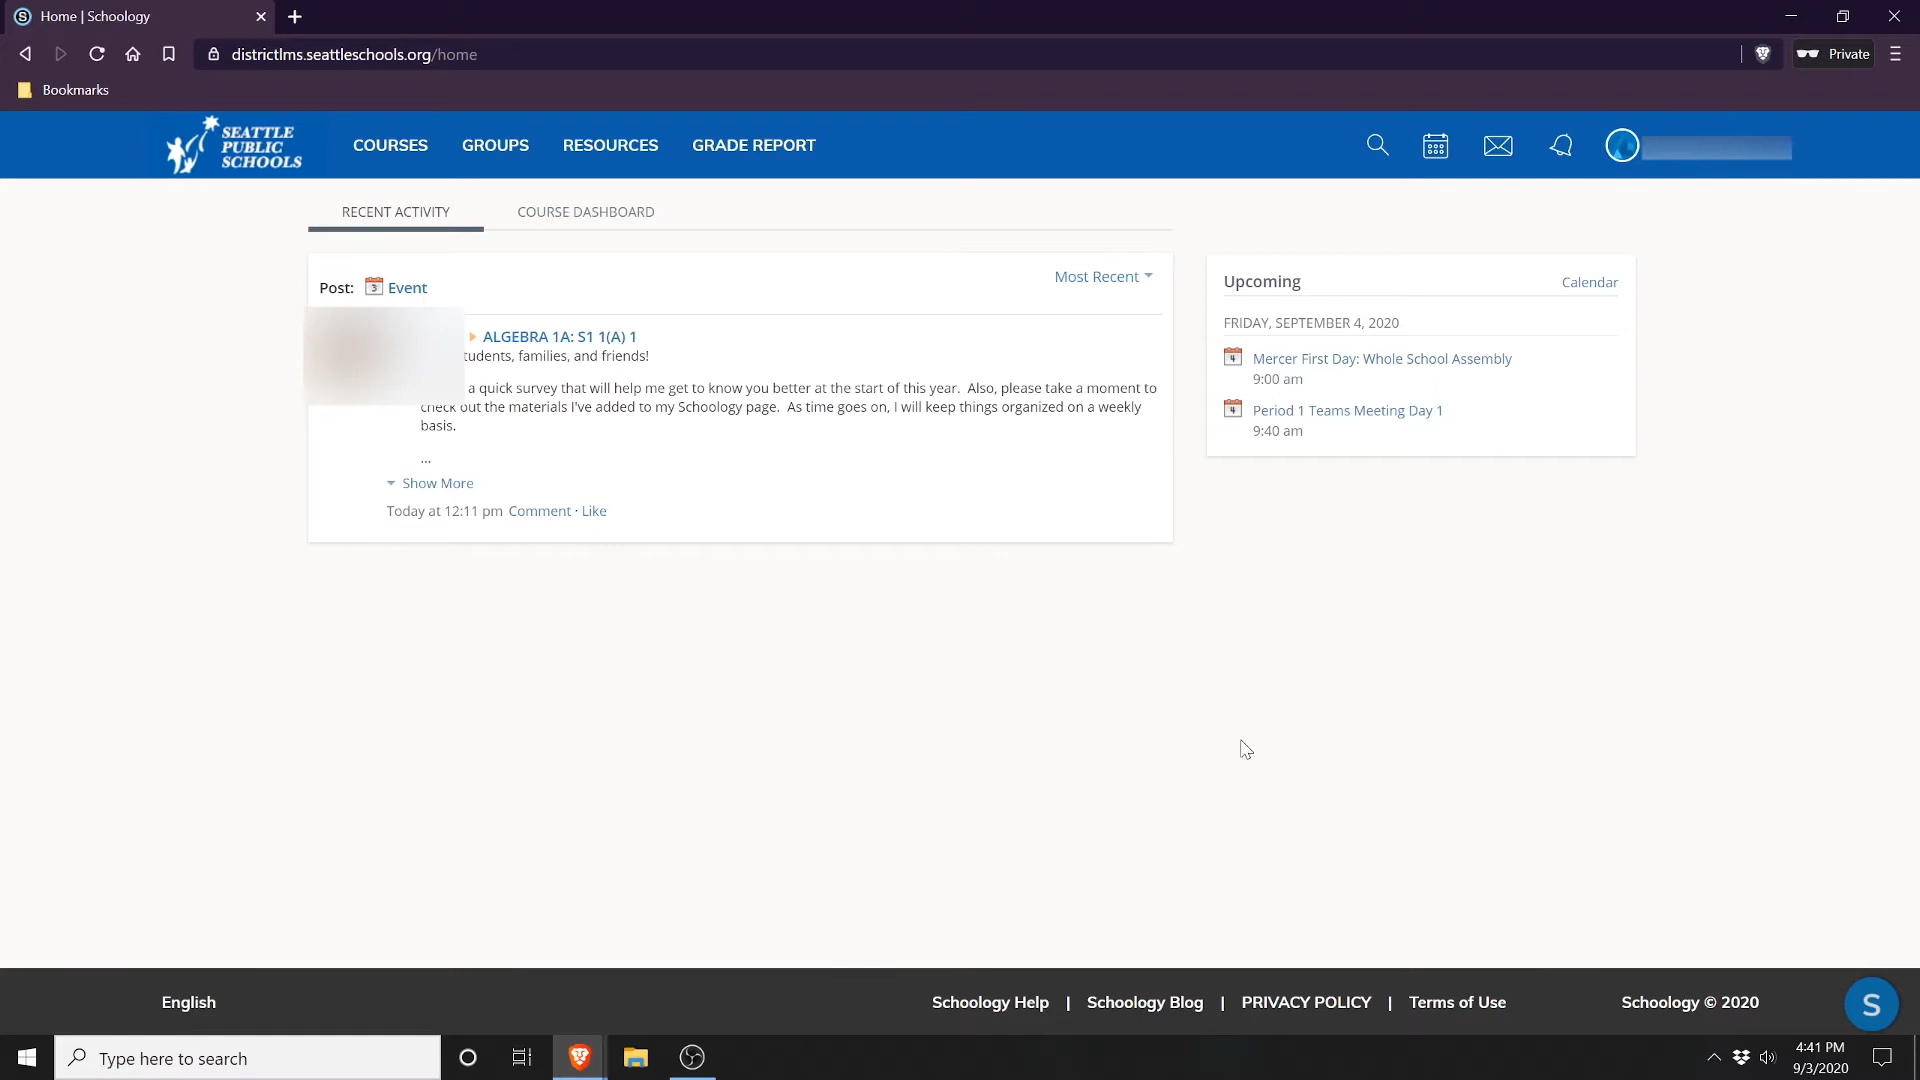 Home | Schoology
districtlms.seattleschools.org/home
Private
Bookmarks
SEATTLE PUBLIC SCHOOLS
COURSES GROUPS RESOURCES GRADE REPORT
RECENT ACTIVITY COURSE DASHBOARD
Post: 3 Event
Most Recent
ALGEBRA 1A: S1 1(A) 1
tudents, families, and friends!
a quick survey that will help me get to know you better at the start of this year. Also, please take a moment to
check out the materials I've added to my Schoology page. As time goes on, I will keep things organized on a weekly
basis.
...
Show More
Today at 12:11 pm Comment · Like
Upcoming Calendar
FRIDAY, SEPTEMBER 4, 2020
4 Mercer First Day: Whole School Assembly
9:00 am
4 Period 1 Teams Meeting Day 1
9:40 am
English
Schoology Help | Schoology Blog | PRIVACY POLICY | Terms of Use
Schoology © 2020
S
Type here to search
4:41 PM
9/3/2020